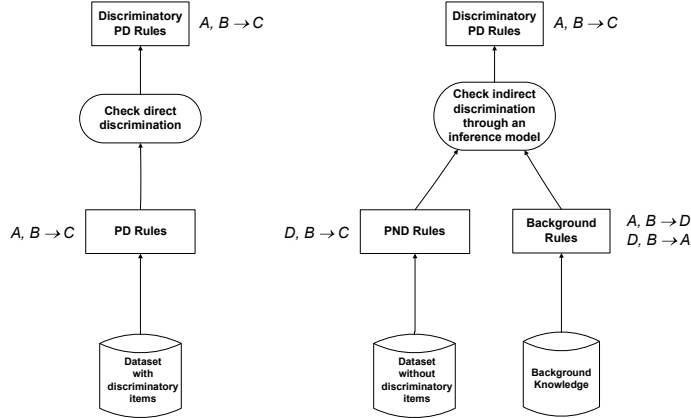 Discriminatory
PD Rules
A, B → C
Check direct
discrimination
A, B → C
PD Rules
Dataset
with
discriminatory
items
Discriminatory
PD Rules
A, B → C
Check indirect
discrimination
through an
inference model
D, B → C
PND Rules
Background
Rules
A, B → D
D, B → A
Dataset
without
discriminatory
items
Background
Knowledge